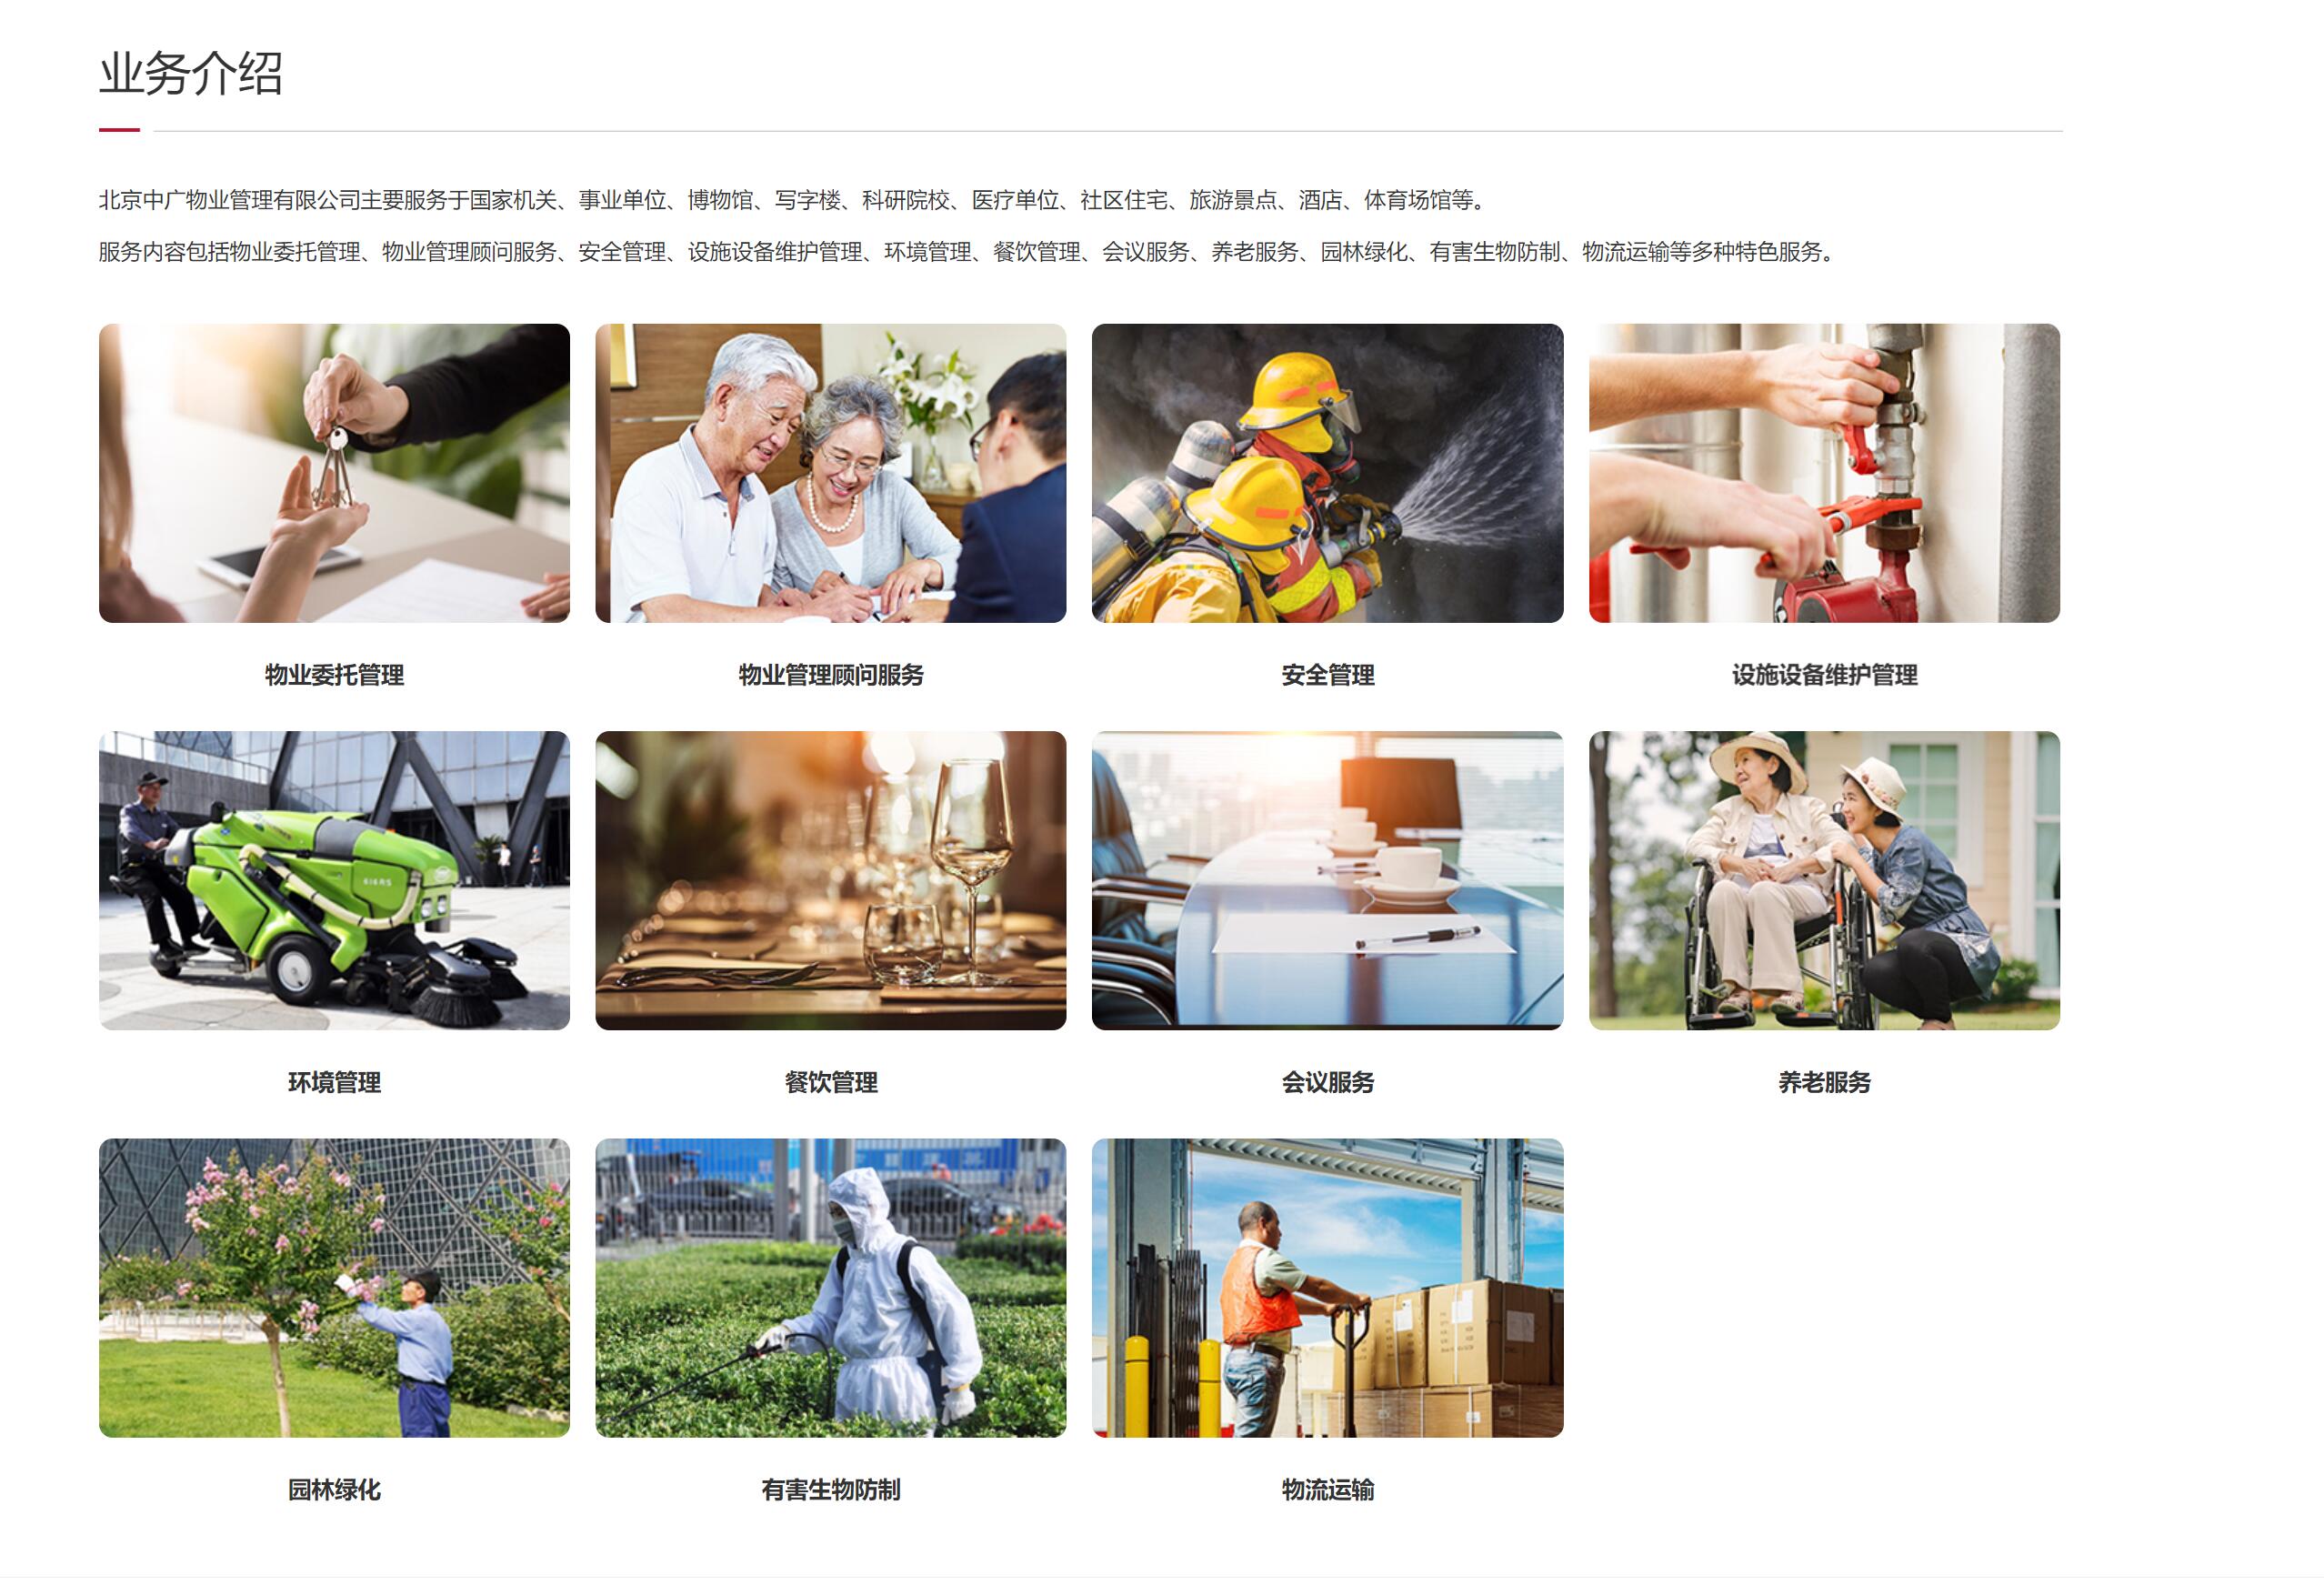 业务介绍
北京中广物业管理有限公司主要服务于国家机关、事业单位、博物馆、写字楼、科研院校、医疗单位、社区住宅、旅游景点、酒店、体育场馆等。
服务内容包括物业委托管理、物业管理顾问服务、安全管理、设施设备维护管理、环境管理、餐饮管理、会议服务、养老服务、园林绿化、有害生物防制、物流运输等多种特色服务。
物业委托管理
物业管理顾问服务
安全管理
设施设备维护管理
616RS
环境管理
餐饮管理
会议服务
养老服务
园林绿化
有害生物防制
物流运输